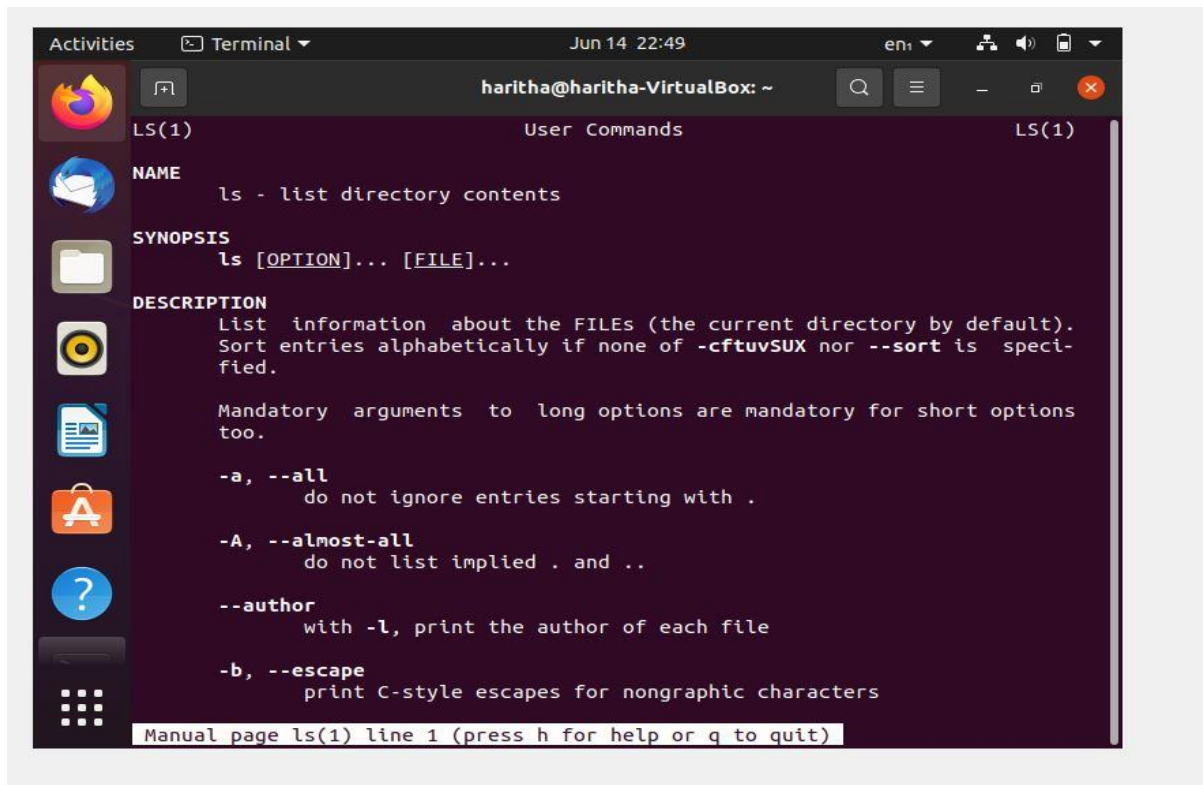 Activities Terminal Jun 14 22:49 en₁
haritha@haritha-VirtualBox: ~
LS(1) User Commands LS(1)
NAME
ls - list directory contents
SYNOPSIS
ls [OPTION]... [FILE]...
DESCRIPTION
List information about the FILEs (the current directory by default).
Sort entries alphabetically if none of -cftuvSUX nor --sort is speci-
fied.
Mandatory arguments to long options are mandatory for short options
too.
-a, --all
do not ignore entries starting with .
-A, --almost-all
do not list implied . and ..
--author
with -l, print the author of each file
-b, --escape
print C-style escapes for nongraphic characters
Manual page ls(1) line 1 (press h for help or q to quit)